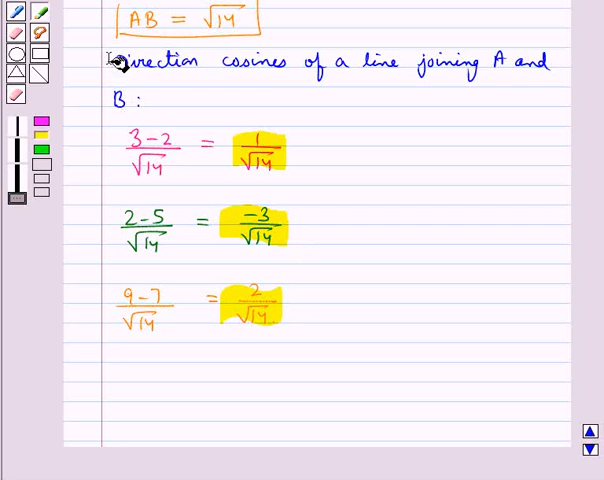 AB = √14
Direction cosines of a line joining A and
B :
3-2/√14 = 1/√14
2-5/√14 = -3/√14
9-7/√14 = 2/√14